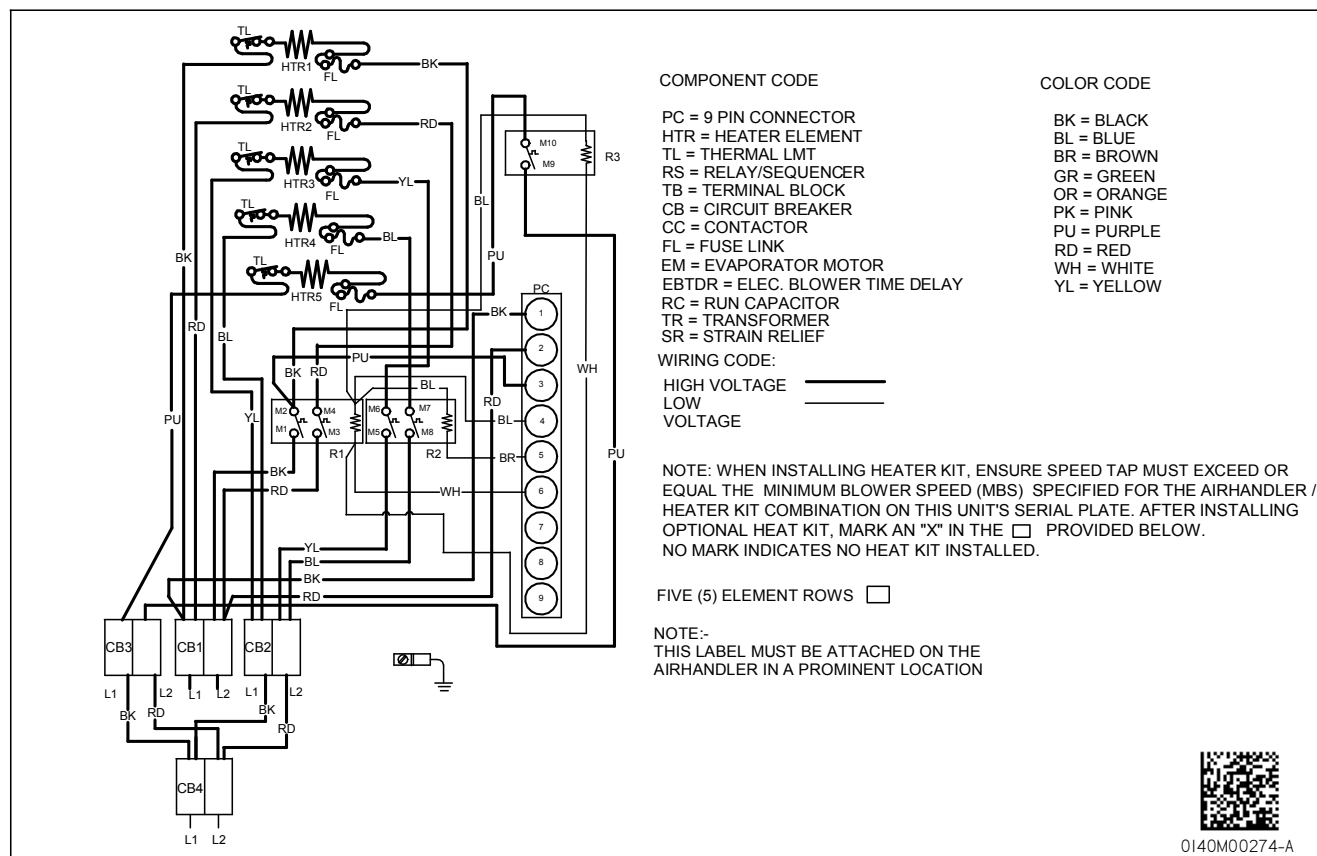 TL
HTR1
FL
BK
TL
HTR2
FL
RD
TL
HTR3
FL
YL
TL
HTR4
FL
BL
TL
HTR5
FL
PU
BL
M10
M9
R3
BK
RD
BL
PU
YL
BK
RD
PU
M2
M4
M1
M3
R1
M6
M7
M5
M8
R2
BL
PC
BK
1
2
3
4
5
6
7
8
9
RD
BL
BR
WH
WH
PU
BK
RD
YL
BL
BK
RD
CB3
CB1
CB2
L1
L2
L1
L2
L1
L2
BK
RD
BK
RD
CB4
L1
L2
COMPONENT CODE
PC = 9 PIN CONNECTOR
HTR = HEATER ELEMENT
TL = THERMAL LMT
RS = RELAY/SEQUENCER
TB = TERMINAL BLOCK
CB = CIRCUIT BREAKER
CC = CONTACTOR
FL = FUSE LINK
EM = EVAPORATOR MOTOR
EBTDR = ELEC. BLOWER TIME DELAY
RC = RUN CAPACITOR
TR = TRANSFORMER
SR = STRAIN RELIEF
WIRING CODE:
HIGH VOLTAGE
LOW
VOLTAGE
COLOR CODE
BK = BLACK
BL = BLUE
BR = BROWN
GR = GREEN
OR = ORANGE
PK = PINK
PU = PURPLE
RD = RED
WH = WHITE
YL = YELLOW
NOTE: WHEN INSTALLING HEATER KIT, ENSURE SPEED TAP MUST EXCEED OR
EQUAL THE MINIMUM BLOWER SPEED (MBS) SPECIFIED FOR THE AIRHANDLER /
HEATER KIT COMBINATION ON THIS UNIT'S SERIAL PLATE. AFTER INSTALLING
OPTIONAL HEAT KIT, MARK AN "X" IN THE PROVIDED BELOW.
NO MARK INDICATES NO HEAT KIT INSTALLED.
FIVE (5) ELEMENT ROWS
NOTE:-
THIS LABEL MUST BE ATTACHED ON THE
AIRHANDLER IN A PROMINENT LOCATION
0140M00274-A